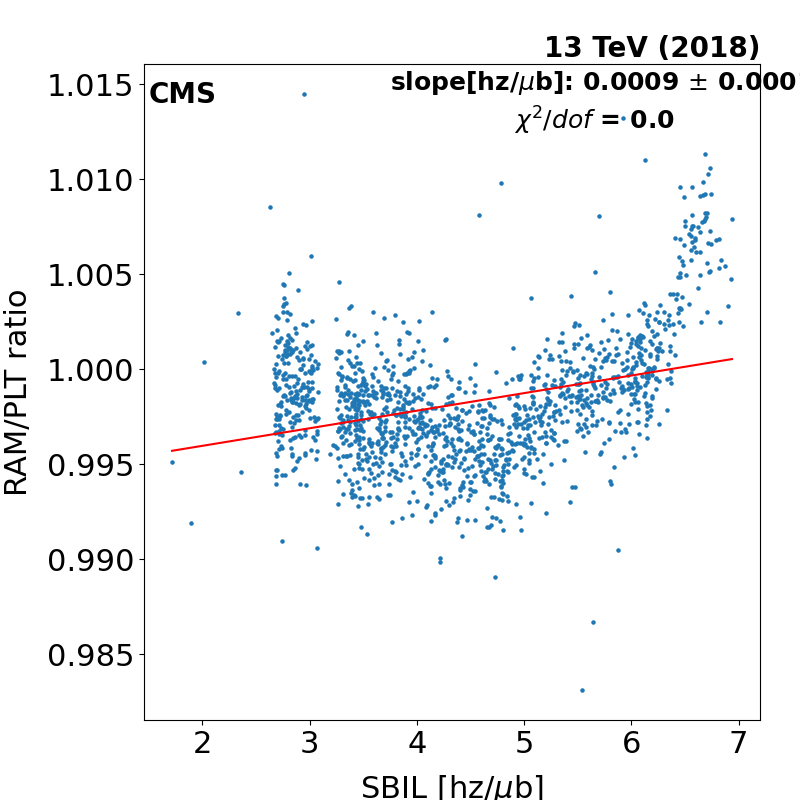 13 TeV (2018)
CMS
slope[hz/μb]: 0.0009 ± 0.000
χ²/dof = 0.0
1.015
1.010
1.005
1.000
0.995
0.990
0.985
RAM/PLT ratio
2 3 4 5 6 7
SBIL [hz/μb]